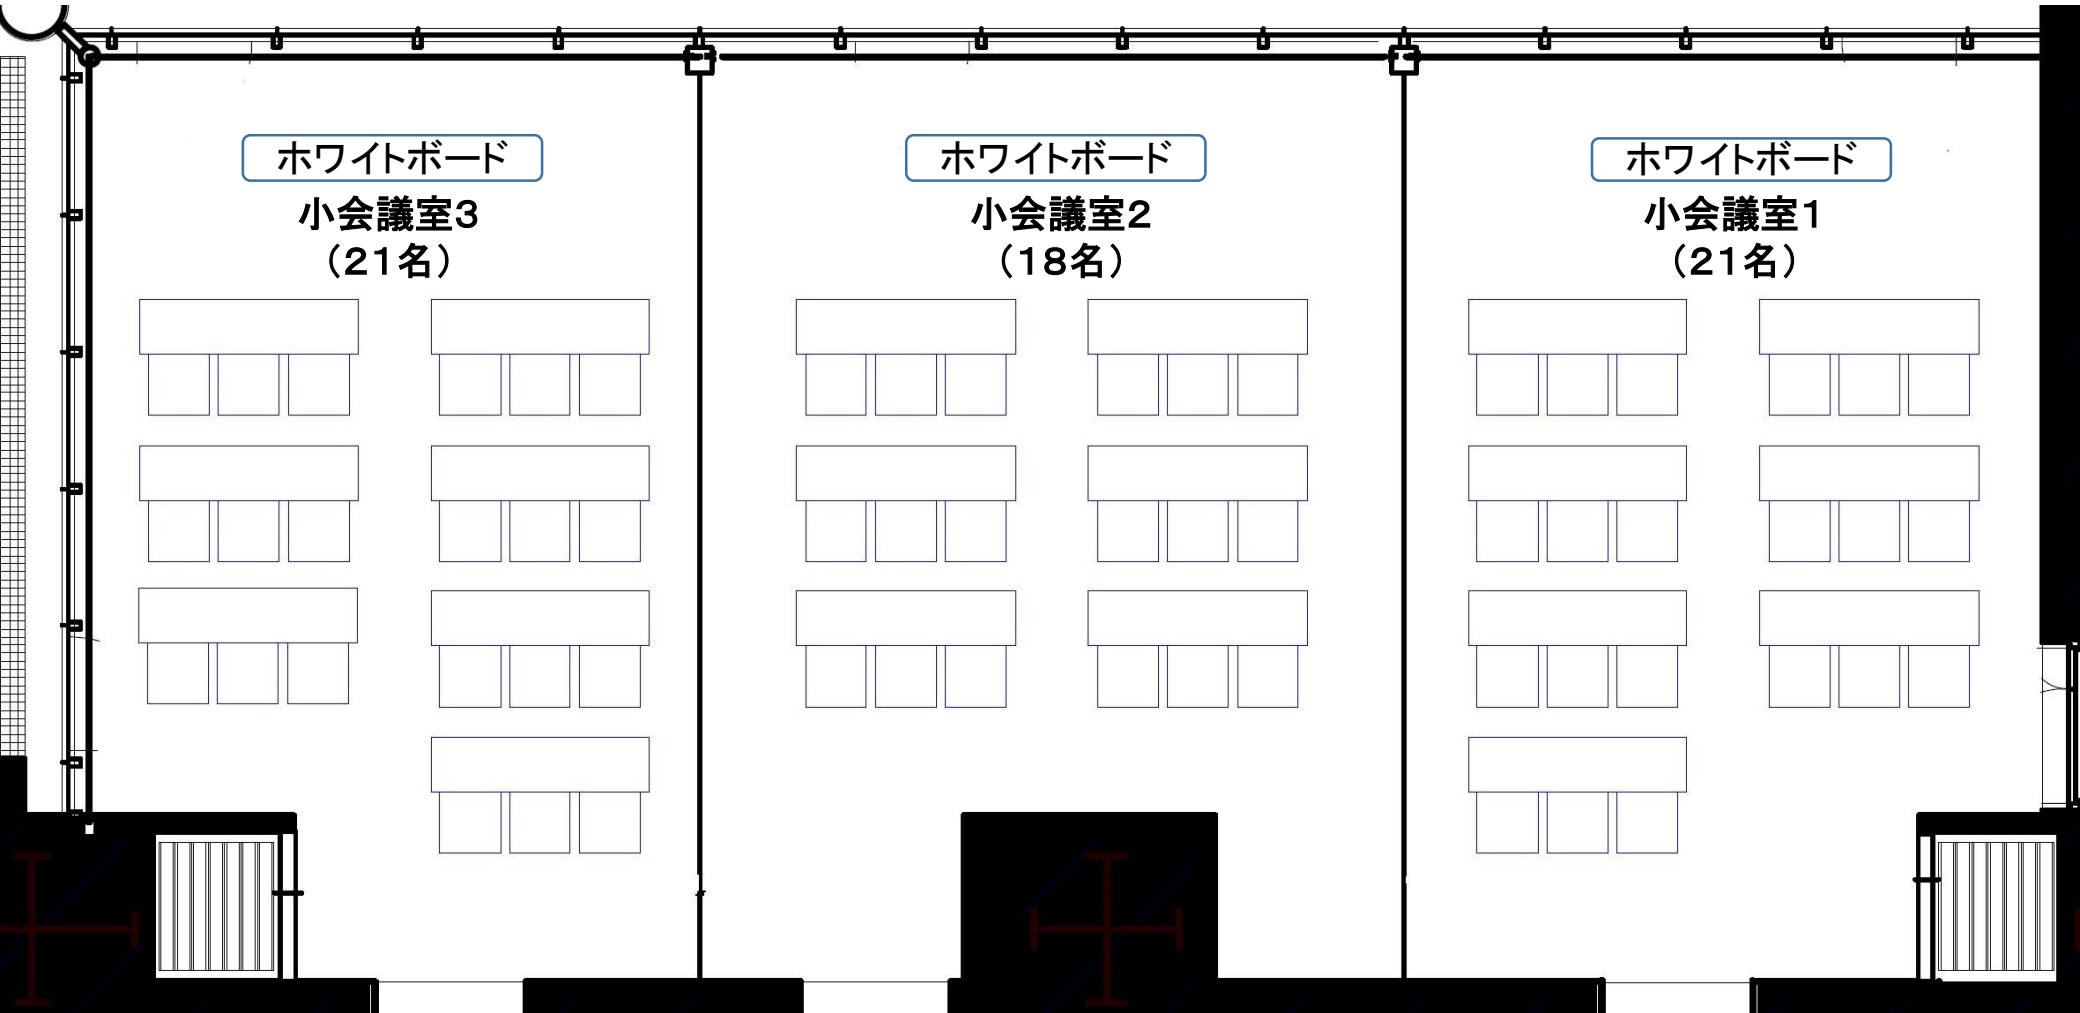 ホワイトボード
小会議室3
（21名）
ホワイトボード
小会議室2
（18名）
ホワイトボード
小会議室1
（21名）